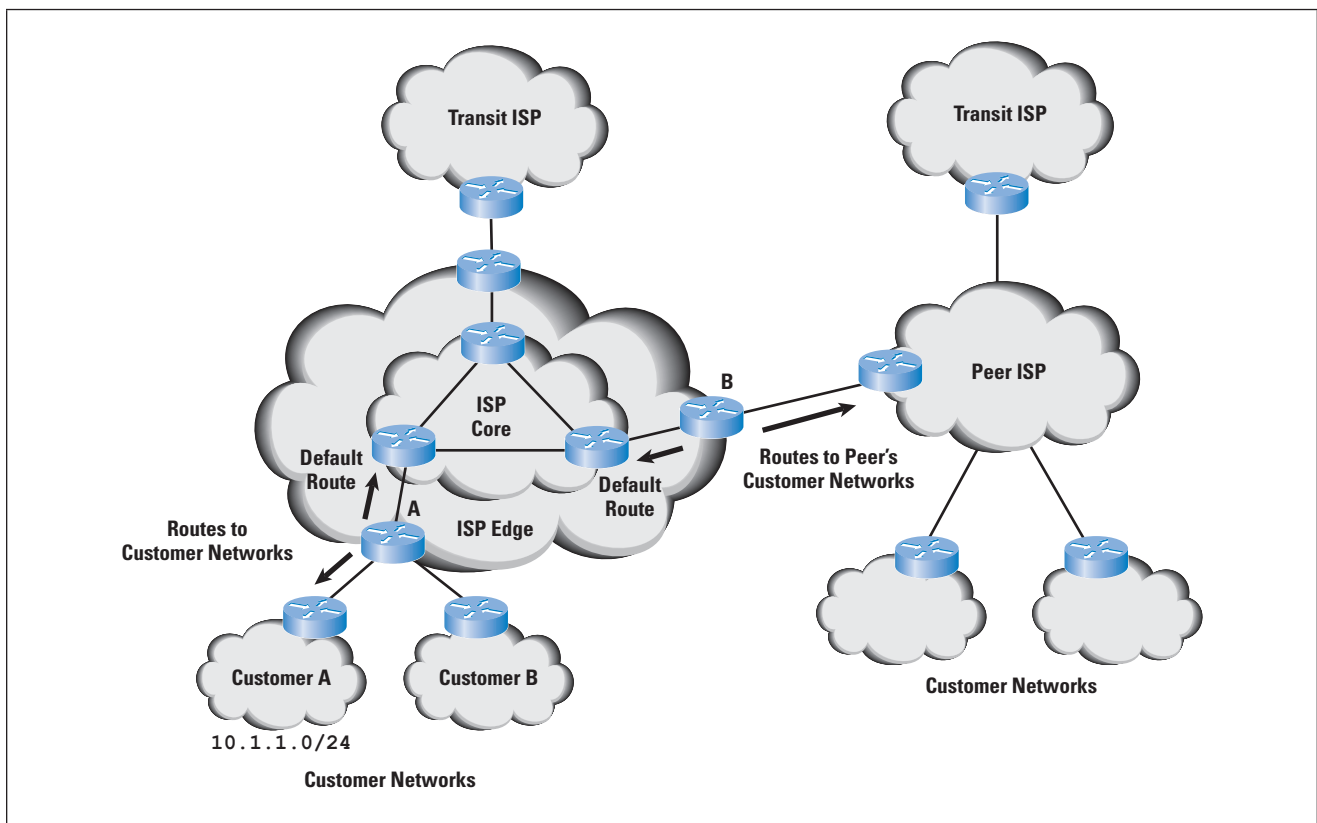 Transit ISP
Transit ISP
B
Peer ISP
ISP
Core
Default
Route
Routes to Peer's
Customer Networks
Default
Route
A
ISP Edge
Routes to
Customer Networks
Customer A
Customer B
Customer Networks
10.1.1.0/24
Customer Networks